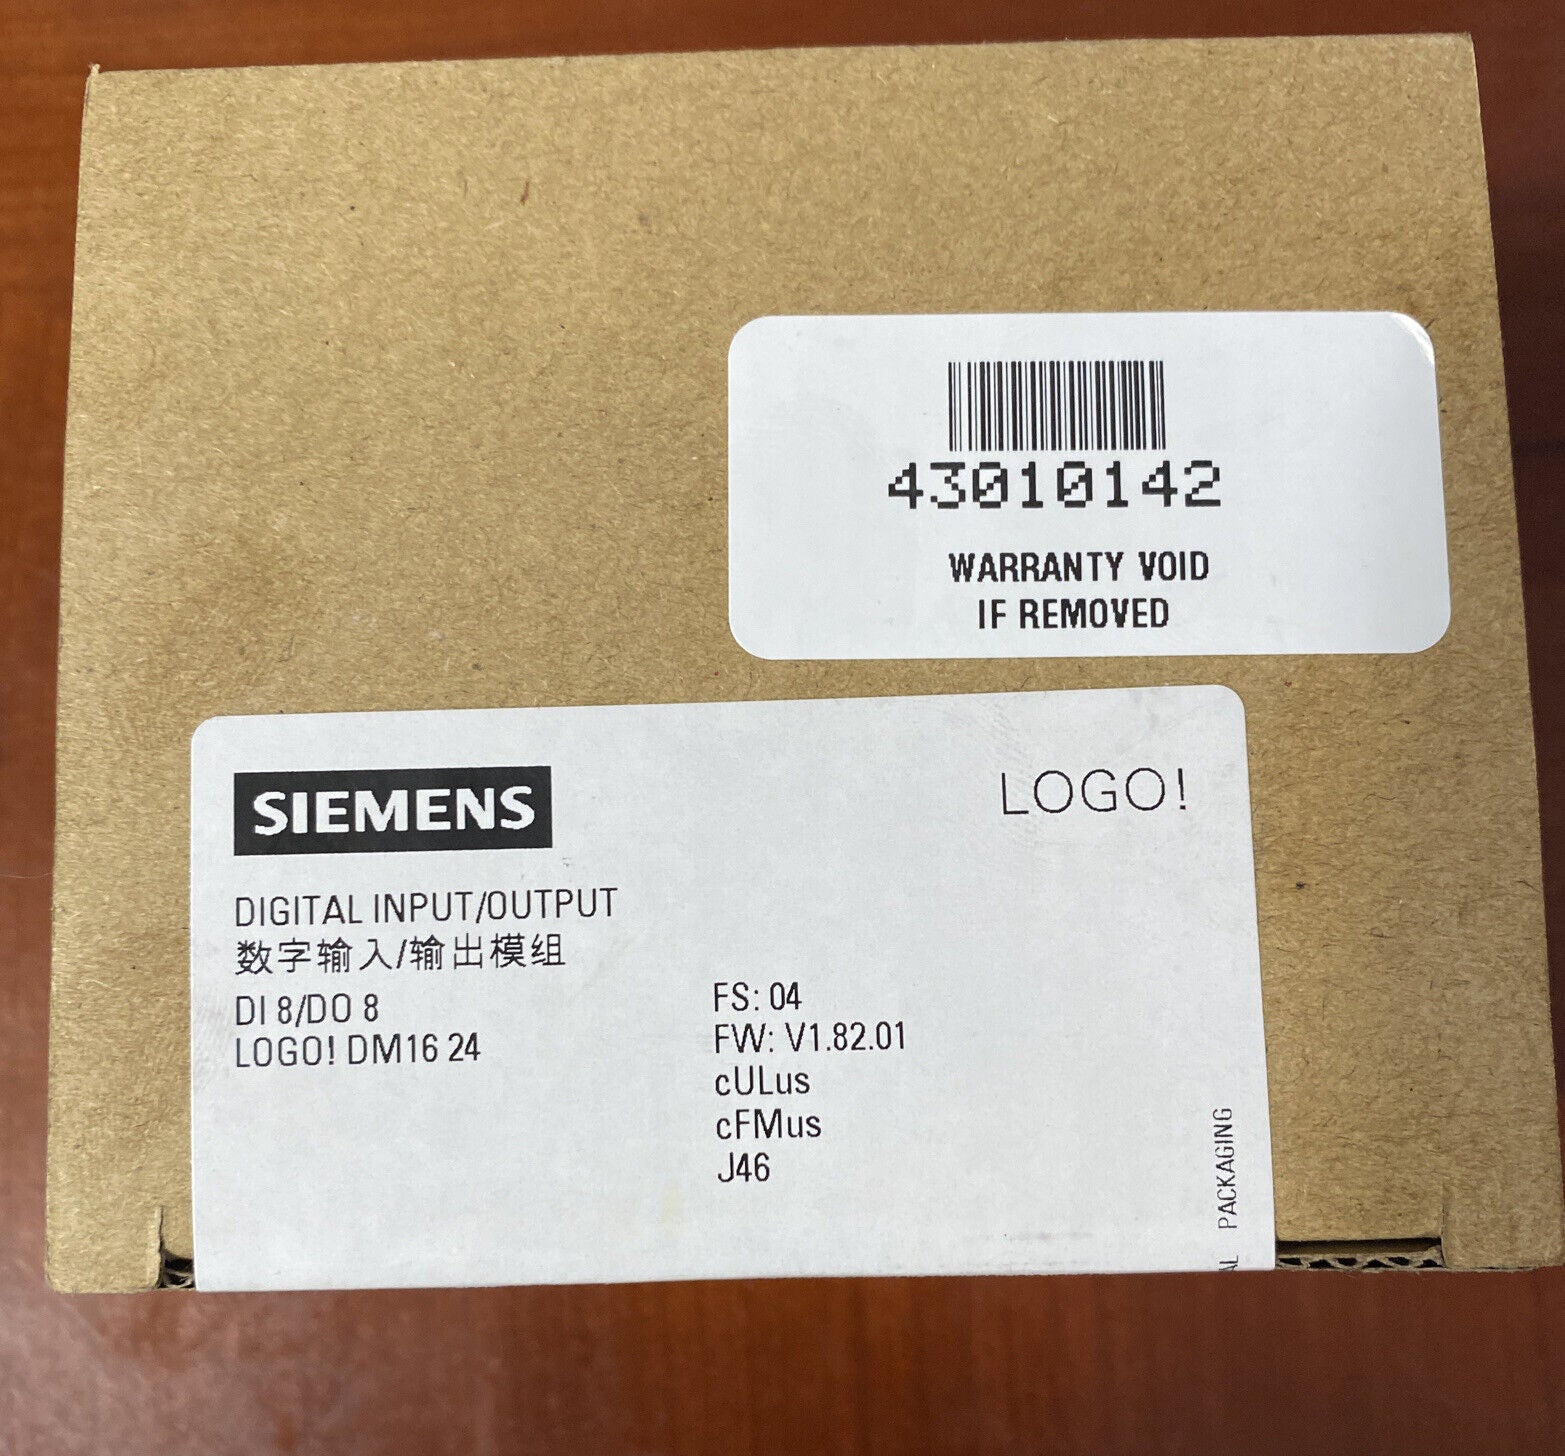 43010142
WARRANTY VOID
IF REMOVED
SIEMENS
LOGO!
DIGITAL INPUT/OUTPUT
数字输入/输出模组
DI 8/DO 8
LOGO! DM16 24
FS: 04
FW: V1.82.01
cULus
cFMus
J46
PACKAGING